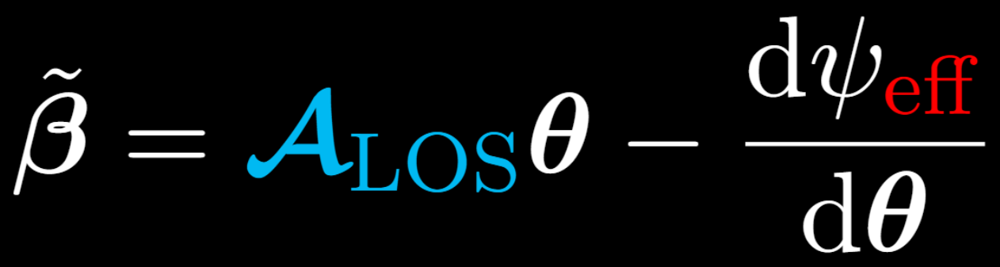 β̃ = 𝓐_LOS θ − dψ_eff / dθ